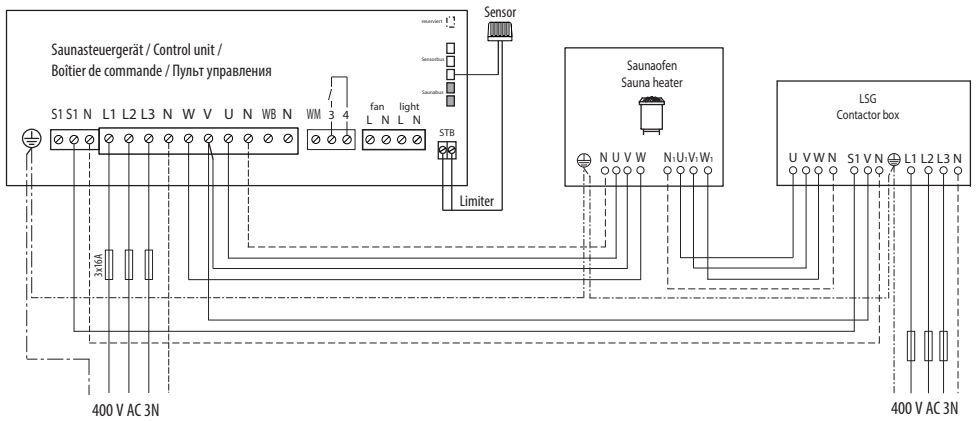 reserviert
Sensorbus
Saunabus
Sensor
Saunasteuergerät / Control unit /
Boîtier de commande / Пульт управления
S1 S1 N L1 L2 L3 N W V U N WB N
WM 3 4
fan light
L N L N
STB
Limiter
3x16A
400 V AC 3N
Saunaofen
Sauna heater
N U V W N1 U1 V1 W1
LSG
Contactor box
U V W N S1 V N L1 L2 L3 N
400 V AC 3N